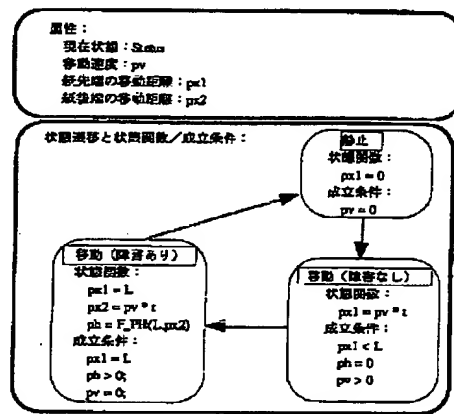 属性：
現在状態：Status
移動速度：pv
紙先端の移動距離：px1
紙後端の移動距離：px2
状態遷移と状態関数／成立条件：
静止
状態関数：
px1 = 0
成立条件：
pv = 0
移動（障害あり）
状態関数：
px1 = L
px2 = pv * t
ph = F_PH(L,px2)
成立条件：
px1 = L
ph > 0;
pv = 0;
移動（障害なし）
状態関数：
px1 = pv * t
成立条件：
px1 < L
ph = 0
pv > 0